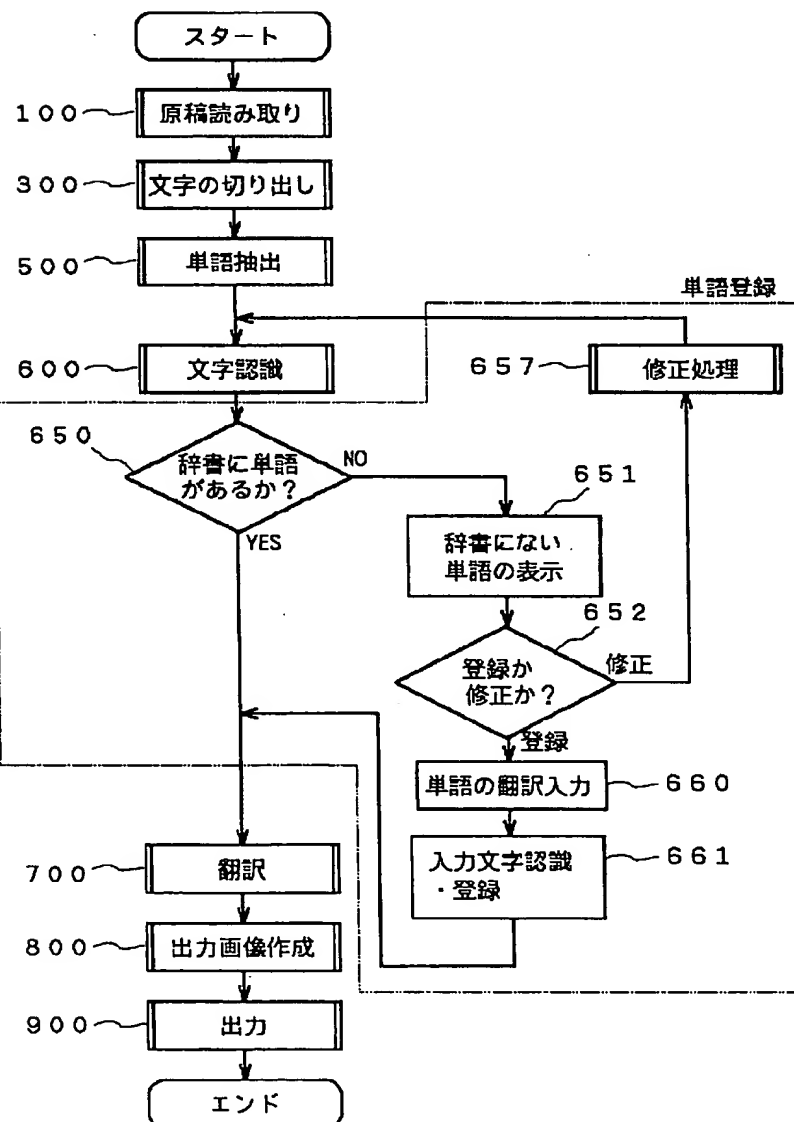 スタート
100
原稿読み取り
300
文字の切り出し
500
単語抽出
単語登録
600
文字認識
657
修正処理
650
辞書に単語
があるか？
NO
YES
651
辞書にない
単語の表示
652
登録か
修正か？
修正
登録
単語の翻訳入力
660
入力文字認識
・登録
661
700
翻訳
800
出力画像作成
900
出力
エンド